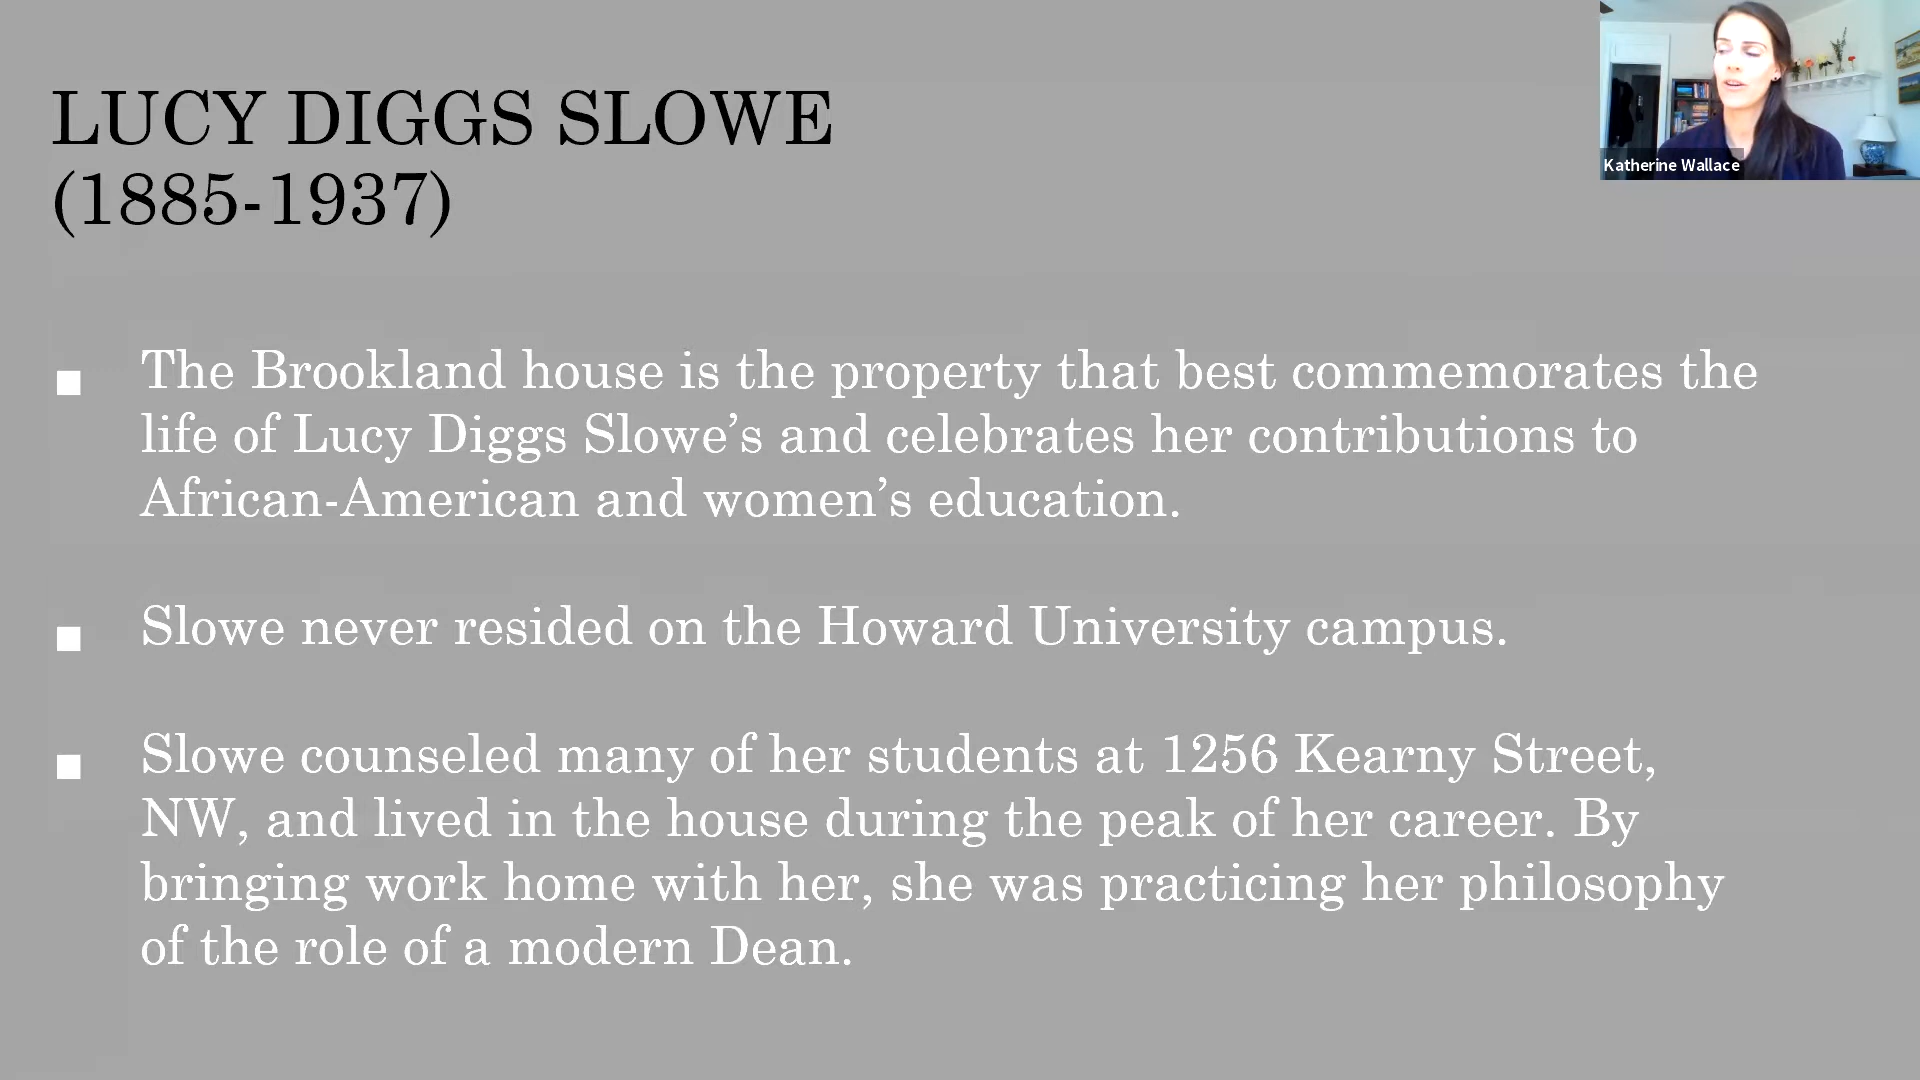 LUCY DIGGS SLOWE
(1885-1937)
Katherine Wallace
■ The Brookland house is the property that best commemorates the
life of Lucy Diggs Slowe’s and celebrates her contributions to
African-American and women’s education.
■ Slowe never resided on the Howard University campus.
■ Slowe counseled many of her students at 1256 Kearny Street,
NW, and lived in the house during the peak of her career. By
bringing work home with her, she was practicing her philosophy
of the role of a modern Dean.